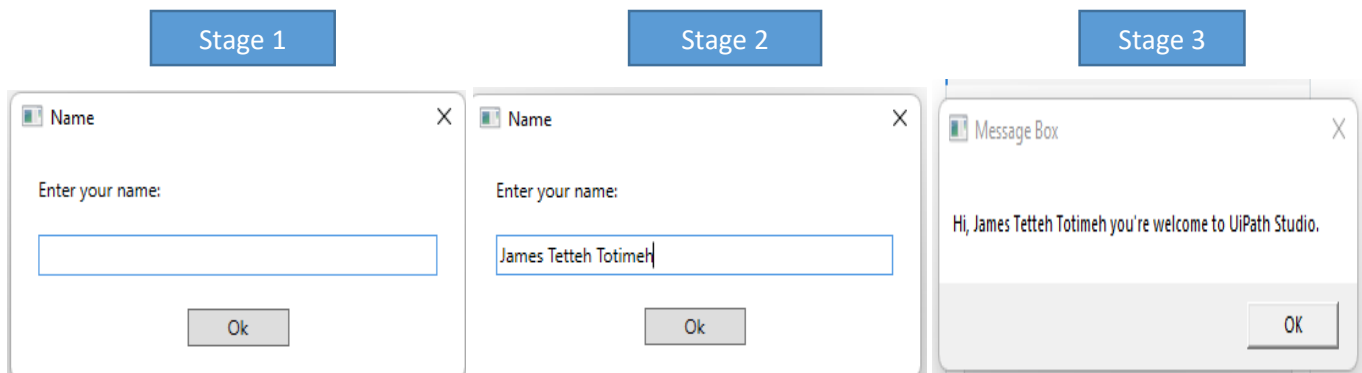 Stage 1
Stage 2
Stage 3
Name
Enter your name:
Ok
Name
Enter your name:
James Tetteh Totimeh
Ok
Message Box
Hi, James Tetteh Totimeh you're welcome to UiPath Studio.
OK